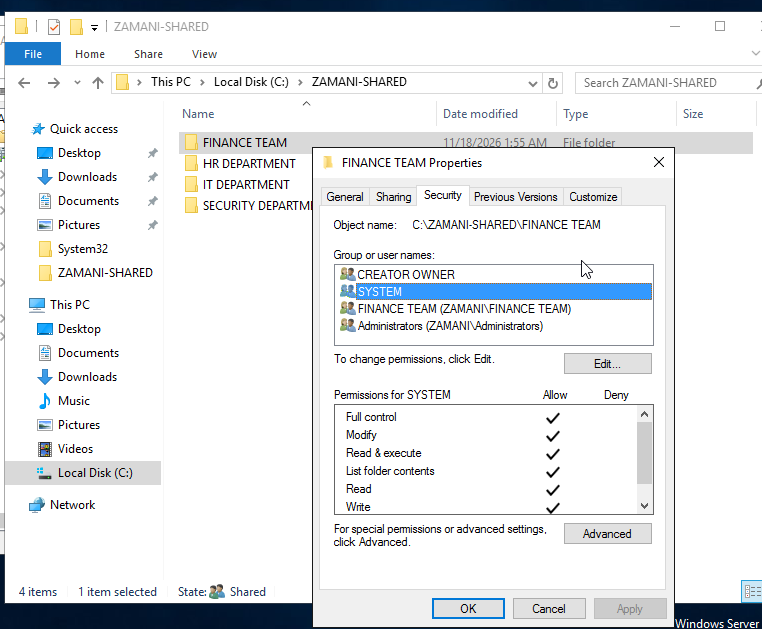 ZAMANI-SHARED
File Home Share View
This PC Local Disk (C:) ZAMANI-SHARED Search ZAMANI-SHARED
Name Date modified Type Size
Quick access
Desktop
Downloads
Documents
Pictures
System32
ZAMANI-SHARED
This PC
Desktop
Documents
Downloads
Music
Pictures
Videos
Local Disk (C:)
Network
FINANCE TEAM 11/18/2026 1:55 AM File folder
HR DEPARTMENT
IT DEPARTMENT
SECURITY DEPARTM
FINANCE TEAM Properties
General Sharing Security Previous Versions Customize
Object name: C:\ZAMANI-SHARED\FINANCE TEAM
Group or user names:
CREATOR OWNER
SYSTEM
FINANCE TEAM (ZAMANI\FINANCE TEAM)
Administrators (ZAMANI\Administrators)
To change permissions, click Edit. Edit...
Permissions for SYSTEM Allow Deny
Full control
Modify
Read & execute
List folder contents
Read
Write
For special permissions or advanced settings,
click Advanced. Advanced
OK Cancel Apply
4 items 1 item selected State: Shared
Windows Server